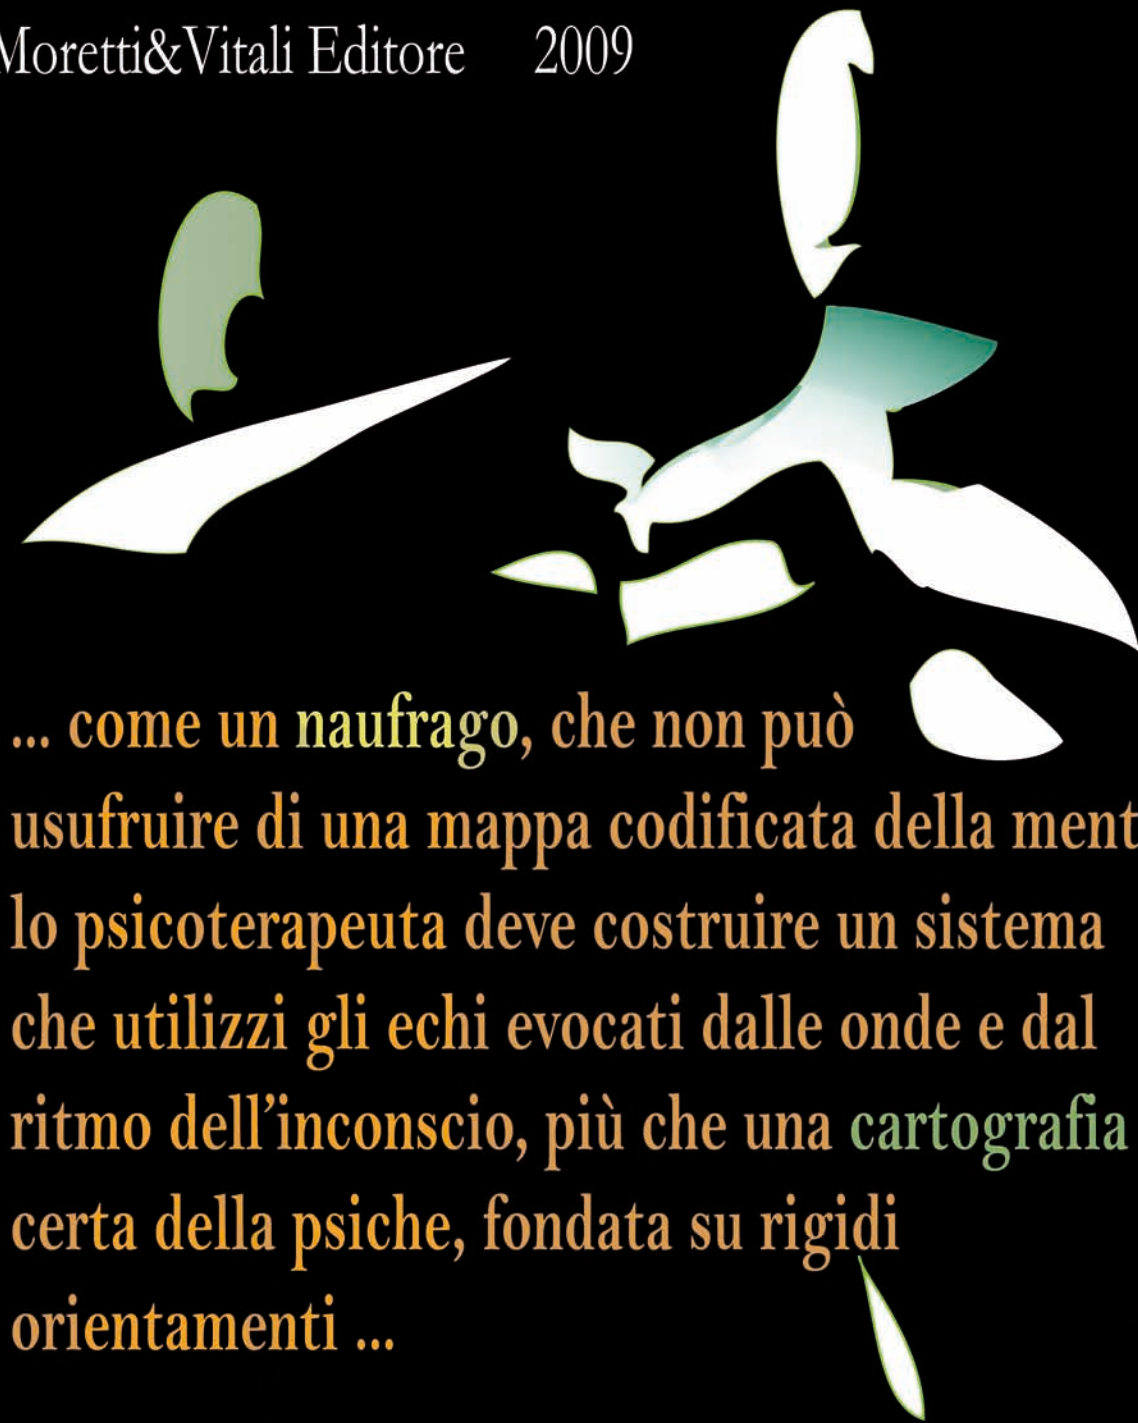 Moretti&Vitali Editore 2009
... come un naufrago, che non può
usufruire di una mappa codificata della ment
lo psicoterapeuta deve costruire un sistema
che utilizzi gli echi evocati dalle onde e dal
ritmo dell’inconscio, più che una cartografia
certa della psiche, fondata su rigidi
orientamenti ...